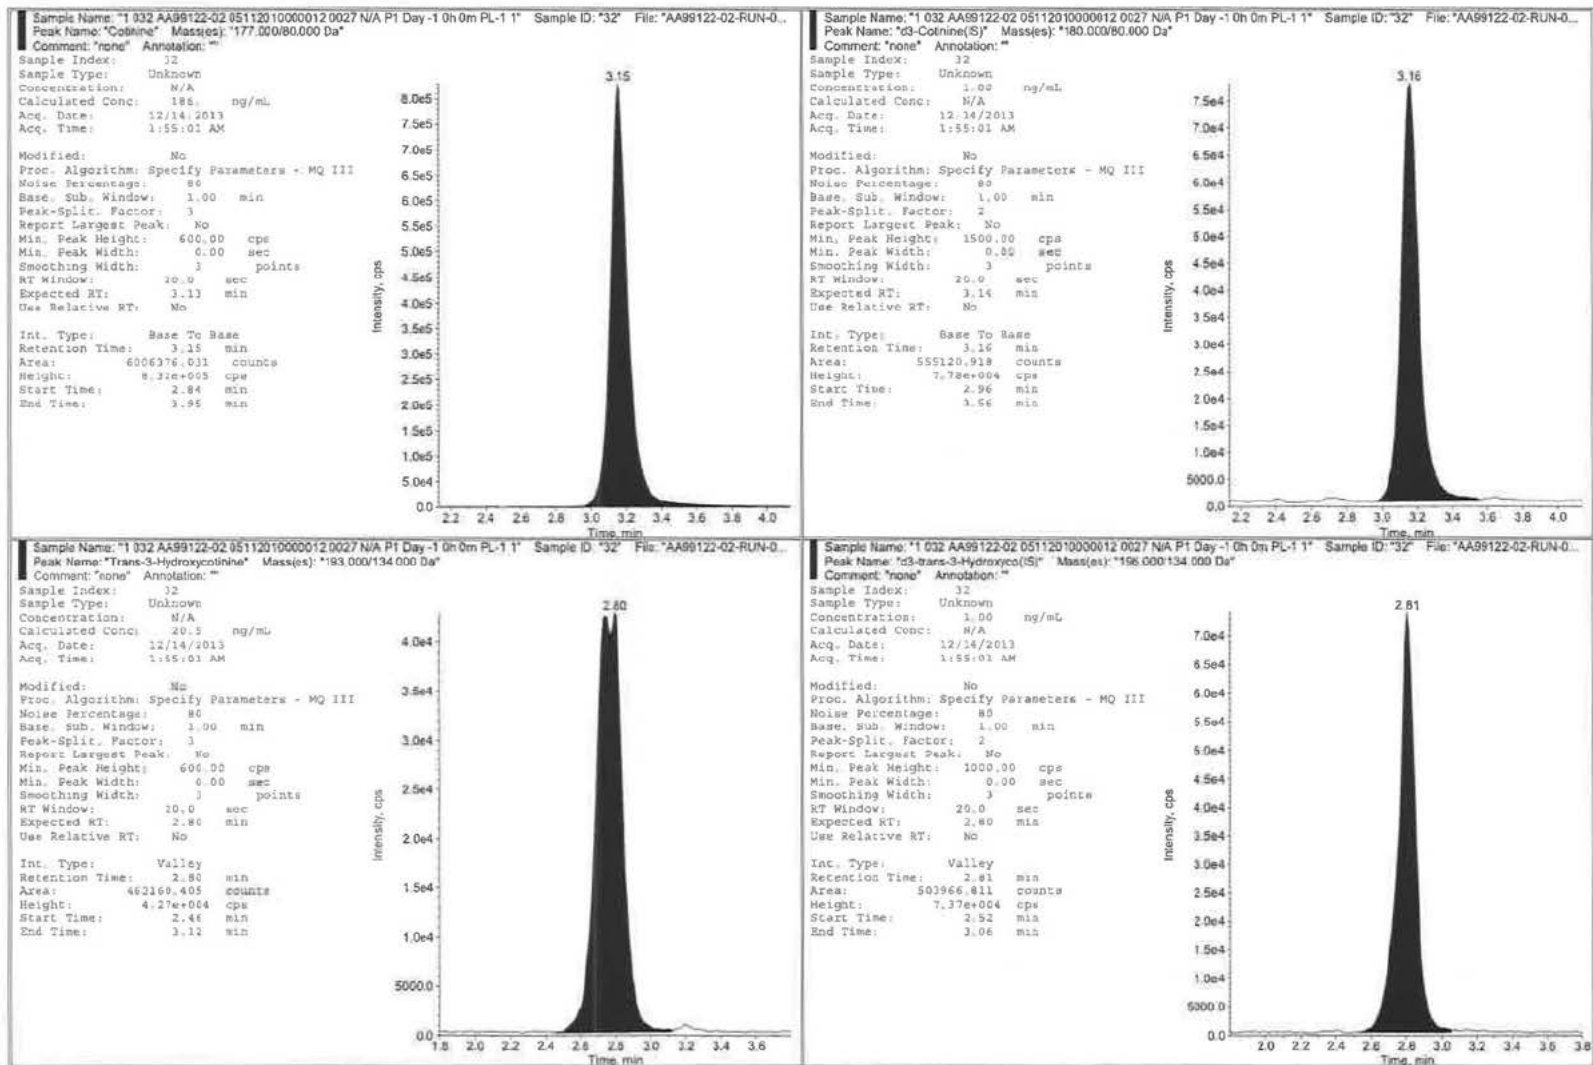 Sample Name: "1 032 AA99122-02 05112010000012 0027 N/A P1 Day -1 0h 0m PL-1 1" Sample ID: "32" File: "AA99122-02-RUN-0...
Peak Name: "Cotinine" Mass(es): "177.000/80.000 Da"
Comment: "none" Annotation: ""
Sample Index: 32
Sample Type: Unknown
Concentration: N/A
Calculated Conc: 186. ng/mL
Acq. Date: 12/14/2013
Acq. Time: 1:55:01 AM
Modified: No
Proc. Algorithm: Specify Parameters - MQ III
Noise Percentage: 80
Base. Sub. Window: 1.00 min
Peak-Split. Factor: 3
Report Largest Peak: No
Min. Peak Height: 600.00 cps
Min. Peak Width: 0.00 sec
Smoothing Width: 3 points
RT Window: 20.0 sec
Expected RT: 3.13 min
Use Relative RT: No
Int. Type: Base To Base
Retention Time: 3.15 min
Area: 6006376.031 counts
Height: 8.32e+005 cps
Start Time: 2.84 min
End Time: 3.95 min
3.15
8.0e5
7.5e5
7.0e5
6.5e5
6.0e5
5.5e5
5.0e5
4.5e5
4.0e5
3.5e5
3.0e5
2.5e5
2.0e5
1.5e5
1.0e5
5.0e4
0.0
Intensity, cps
2.2 2.4 2.6 2.8 3.0 3.2 3.4 3.6 3.8 4.0
Time, min
Sample Name: "1 032 AA99122-02 05112010000012 0027 N/A P1 Day -1 0h 0m PL-1 1" Sample ID: "32" File: "AA99122-02-RUN-0...
Peak Name: "d3-Cotinine(IS)" Mass(es): "180.000/80.000 Da"
Comment: "none" Annotation: ""
Sample Index: 32
Sample Type: Unknown
Concentration: 1.00 ng/mL
Calculated Conc: N/A
Acq. Date: 12/14/2013
Acq. Time: 1:55:01 AM
Modified: No
Proc. Algorithm: Specify Parameters - MQ III
Noise Percentage: 80
Base. Sub. Window: 1.00 min
Peak-Split. Factor: 2
Report Largest Peak: No
Min. Peak Height: 1500.00 cps
Min. Peak Width: 0.00 sec
Smoothing Width: 3 points
RT Window: 20.0 sec
Expected RT: 3.14 min
Use Relative RT: No
Int. Type: Base To Base
Retention Time: 3.16 min
Area: 555120.918 counts
Height: 7.78e+004 cps
Start Time: 2.96 min
End Time: 3.56 min
3.16
7.5e4
7.0e4
6.5e4
6.0e4
5.5e4
5.0e4
4.5e4
4.0e4
3.5e4
3.0e4
2.5e4
2.0e4
1.5e4
1.0e4
5000.0
0.0
Intensity, cps
2.2 2.4 2.6 2.8 3.0 3.2 3.4 3.6 3.8 4.0
Time, min
Sample Name: "1 032 AA99122-02 05112010000012 0027 N/A P1 Day -1 0h 0m PL-1 1" Sample ID: "32" File: "AA99122-02-RUN-0...
Peak Name: "Trans-3-Hydroxycotinine" Mass(es): "193.000/134.000 Da"
Comment: "none" Annotation: ""
Sample Index: 32
Sample Type: Unknown
Concentration: N/A
Calculated Conc: 20.5 ng/mL
Acq. Date: 12/14/2013
Acq. Time: 1:55:01 AM
Modified: No
Proc. Algorithm: Specify Parameters - MQ III
Noise Percentage: 80
Base. Sub. Window: 1.00 min
Peak-Split. Factor: 3
Report Largest Peak: No
Min. Peak Height: 600.00 cps
Min. Peak Width: 0.00 sec
Smoothing Width: 3 points
RT Window: 20.0 sec
Expected RT: 2.80 min
Use Relative RT: No
Int. Type: Valley
Retention Time: 2.80 min
Area: 462160.405 counts
Height: 4.27e+004 cps
Start Time: 2.46 min
End Time: 3.12 min
2.80
4.0e4
3.5e4
3.0e4
2.5e4
2.0e4
1.5e4
1.0e4
5000.0
0.0
Intensity, cps
1.8 2.0 2.2 2.4 2.6 2.8 3.0 3.2 3.4 3.6
Time, min
Sample Name: "1 032 AA99122-02 05112010000012 0027 N/A P1 Day -1 0h 0m PL-1 1" Sample ID: "32" File: "AA99122-02-RUN-0...
Peak Name: "d3-trans-3-Hydroxyco(IS)" Mass(es): "196.000/134.000 Da"
Comment: "none" Annotation: ""
Sample Index: 32
Sample Type: Unknown
Concentration: 1.00 ng/mL
Calculated Conc: N/A
Acq. Date: 12/14/2013
Acq. Time: 1:55:01 AM
Modified: No
Proc. Algorithm: Specify Parameters - MQ III
Noise Percentage: 80
Base. Sub. Window: 1.00 min
Peak-Split. Factor: 2
Report Largest Peak: No
Min. Peak Height: 1000.00 cps
Min. Peak Width: 0.00 sec
Smoothing Width: 3 points
RT Window: 20.0 sec
Expected RT: 2.80 min
Use Relative RT: No
Int. Type: Valley
Retention Time: 2.81 min
Area: 503966.811 counts
Height: 7.37e+004 cps
Start Time: 2.52 min
End Time: 3.06 min
2.81
7.0e4
6.5e4
6.0e4
5.5e4
5.0e4
4.5e4
4.0e4
3.5e4
3.0e4
2.5e4
2.0e4
1.5e4
1.0e4
5000.0
0.0
Intensity, cps
2.0 2.2 2.4 2.6 2.8 3.0 3.2 3.4 3.6 3.8
Time, min